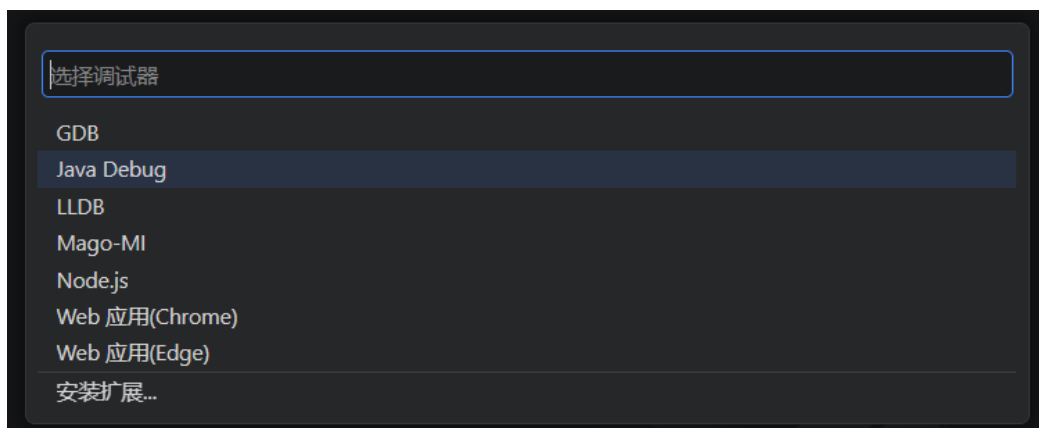 选择调试器
GDB
Java Debug
LLDB
Mago-MI
Node.js
Web 应用(Chrome)
Web 应用(Edge)
安装扩展...